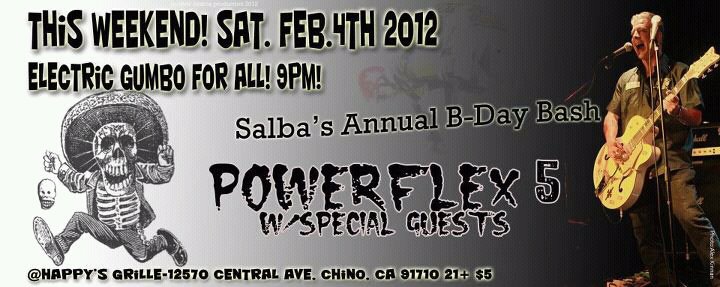 THIS WEEKEND! SAT. FEB.4TH 2012
ELECTRIC GUMBO FOR ALL! 9PM!
Salba's Annual B-Day Bash
POWERFLEX 5
W/SPECIAL GUESTS
@HAPPY'S GRILLE-12570 CENTRAL AVE. CHINO, CA 91710 21+ $5
Marshall